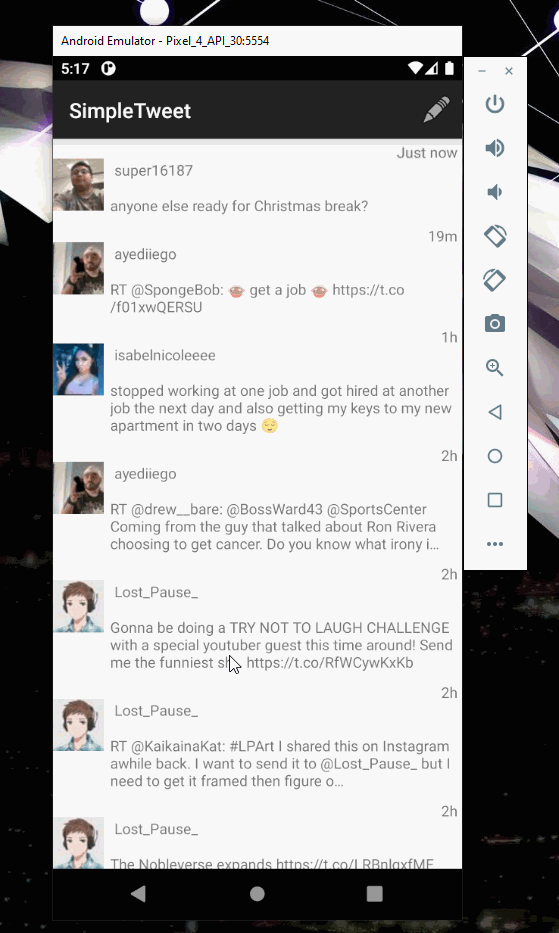 Android Emulator - Pixel_4_API_30:5554
5:17
SimpleTweet
Just now
super16187
anyone else ready for Christmas break?
19m
ayediiego
RT @SpongeBob: 👁👄👁 get a job 👁👄👁 https://t.co
/f01xwQERSU
1h
isabelnicoleeee
stopped working at one job and got hired at another
job the next day and also getting my keys to my new
apartment in two days 😌
2h
ayediiego
RT @drew__bare: @BossWard43 @SportsCenter
Coming from the guy that talked about Ron Rivera
choosing to get cancer. Do you know what irony i…
2h
Lost_Pause_
Gonna be doing a TRY NOT TO LAUGH CHALLENGE
with a special youtuber guest this time around! Send
me the funniest https://t.co/RfWCywKxKb
2h
Lost_Pause_
RT @KaikainaKat: #LPArt I shared this on Instagram
awhile back. I want to send it to @Lost_Pause_ but I
need to get it framed then figure o…
2h
Lost_Pause_
The Nobleverse expands https://t.co/LRBnIqxfME